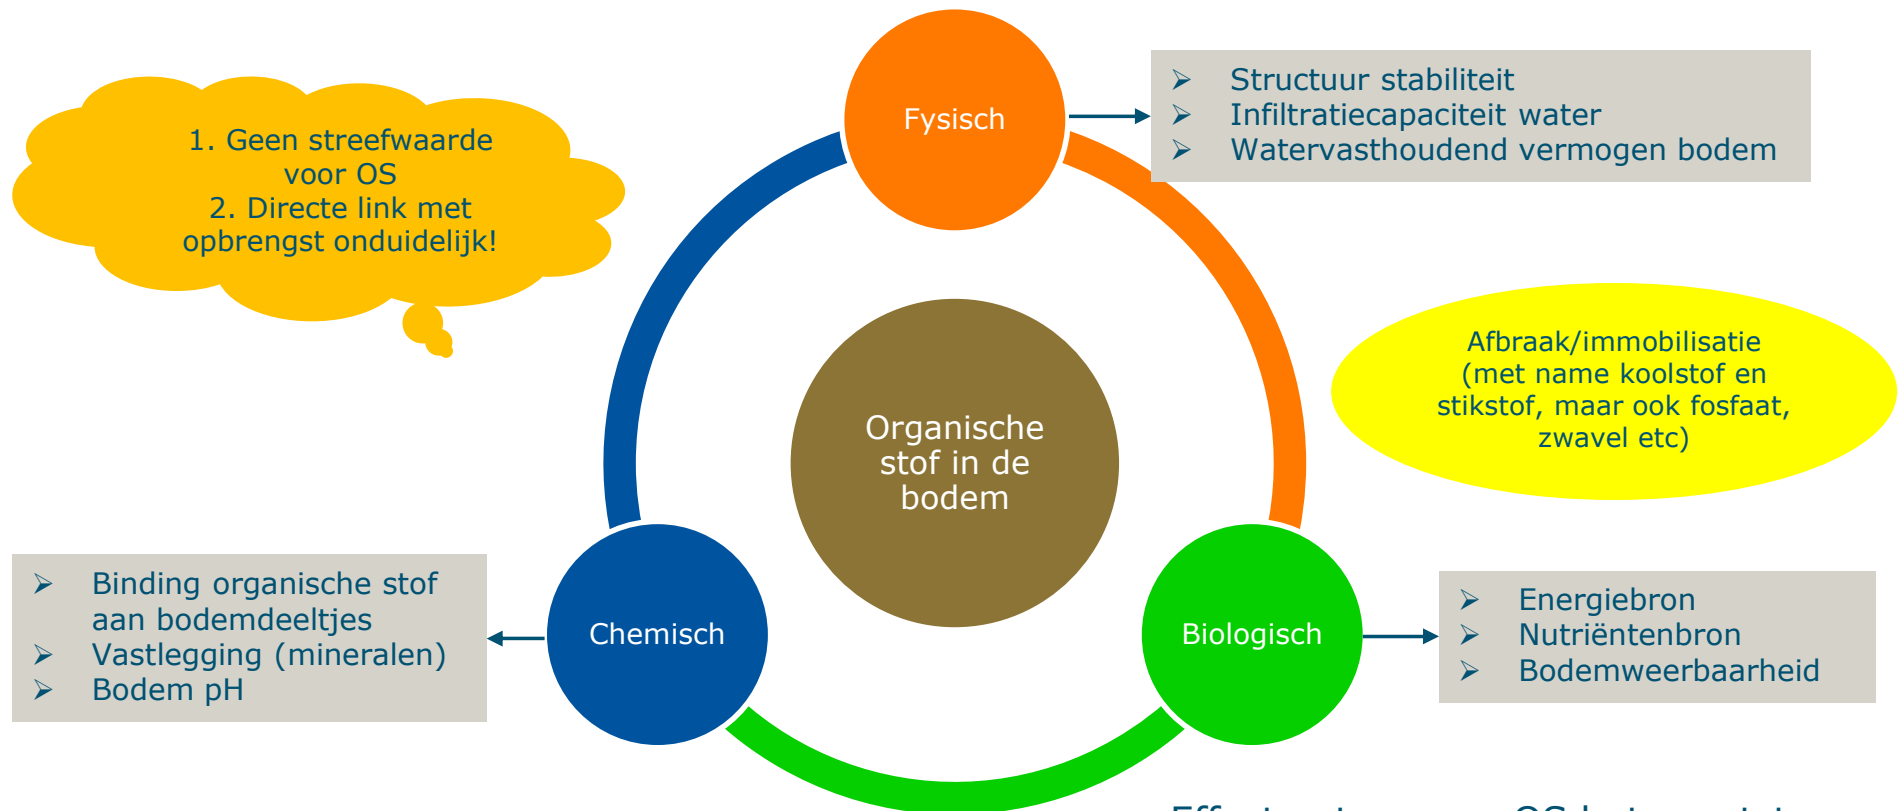 Fysisch
➢ Structuur stabiliteit
➢ Infiltratiecapaciteit water
➢ Watervasthoudend vermogen bodem
1. Geen streefwaarde
voor OS
2. Directe link met
opbrengst onduidelijk!
Afbraak/immobilisatie
(met name koolstof en
stikstof, maar ook fosfaat,
zwavel etc)
Organische
stof in de
bodem
➢ Binding organische stof
aan bodemdeeltjes
➢ Vastlegging (mineralen)
➢ Bodem pH
Chemisch
Biologisch
➢ Energiebron
➢ Nutriëntenbron
➢ Bodemweerbaarheid